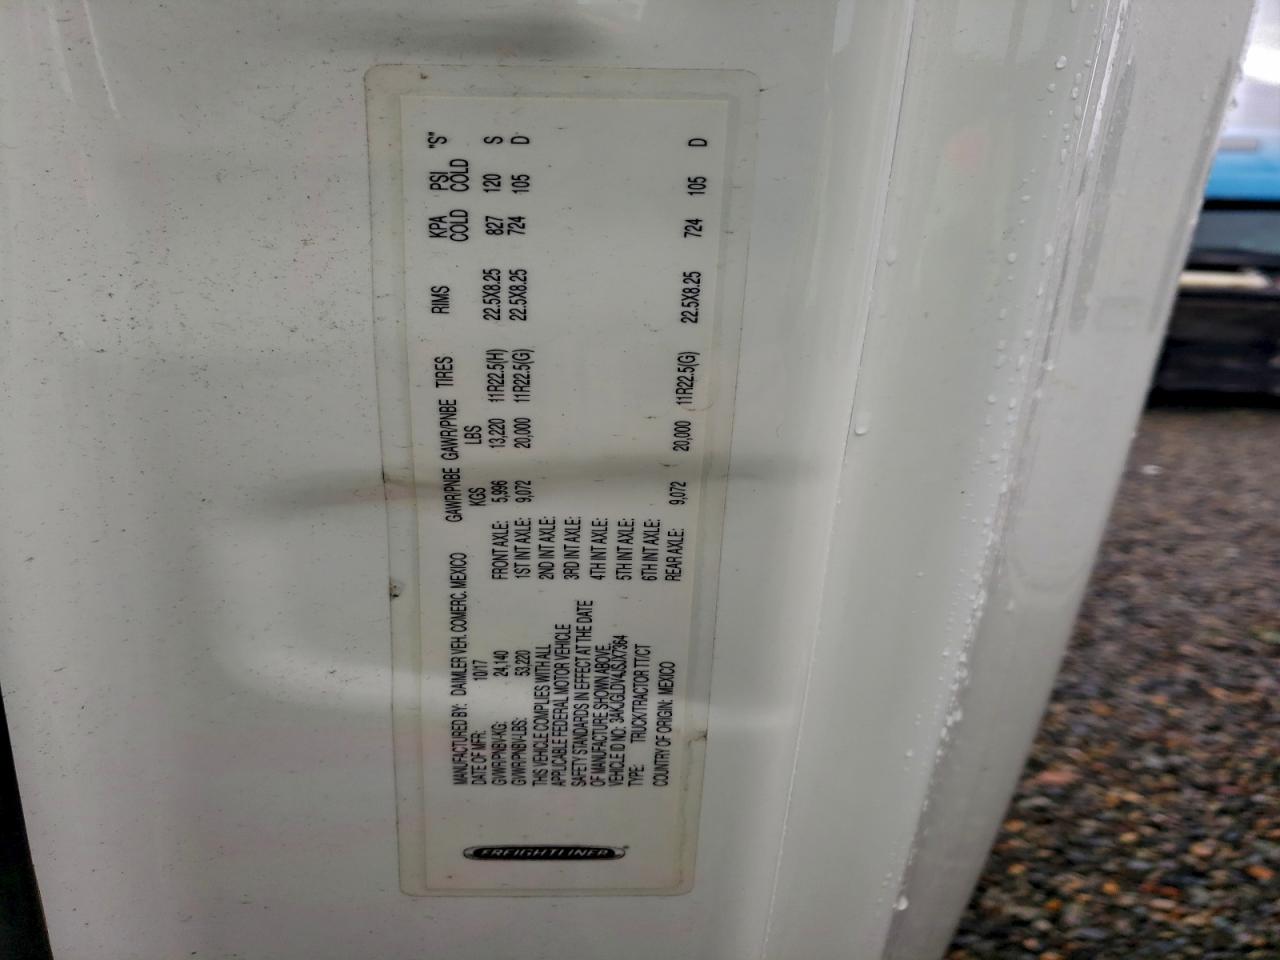 FREIGHTLINER
MANUFACTURED BY: DAIMLER VEH. COMERC. MEXICO
DATE OF MFR: 10/17
GVWR/PNBV-KG: 24,140
GVWR/PNBV-LBS: 53,220
THIS VEHICLE COMPLIES WITH ALL
APPLICABLE FEDERAL MOTOR VEHICLE
SAFETY STANDARDS IN EFFECT AT THE DATE
OF MANUFACTURE SHOWN ABOVE.
VEHICLE ID NO: 3AKJGLDV4JSJX7364
TYPE: TRUCK/TRACTOR TT/CT
COUNTRY OF ORIGIN: MEXICO
GAWR/PNBE GAWR/PNBE TIRES RIMS KPA PSI "S"
KGS LBS COLD COLD
FRONT AXLE: 5,996 13,220 11R22.5(H) 22.5X8.25 827 120 S
1ST INT AXLE: 9,072 20,000 11R22.5(G) 22.5X8.25 724 105 D
2ND INT AXLE:
3RD INT AXLE:
4TH INT AXLE:
5TH INT AXLE:
6TH INT AXLE:
REAR AXLE: 9,072 20,000 11R22.5(G) 22.5X8.25 724 105 D